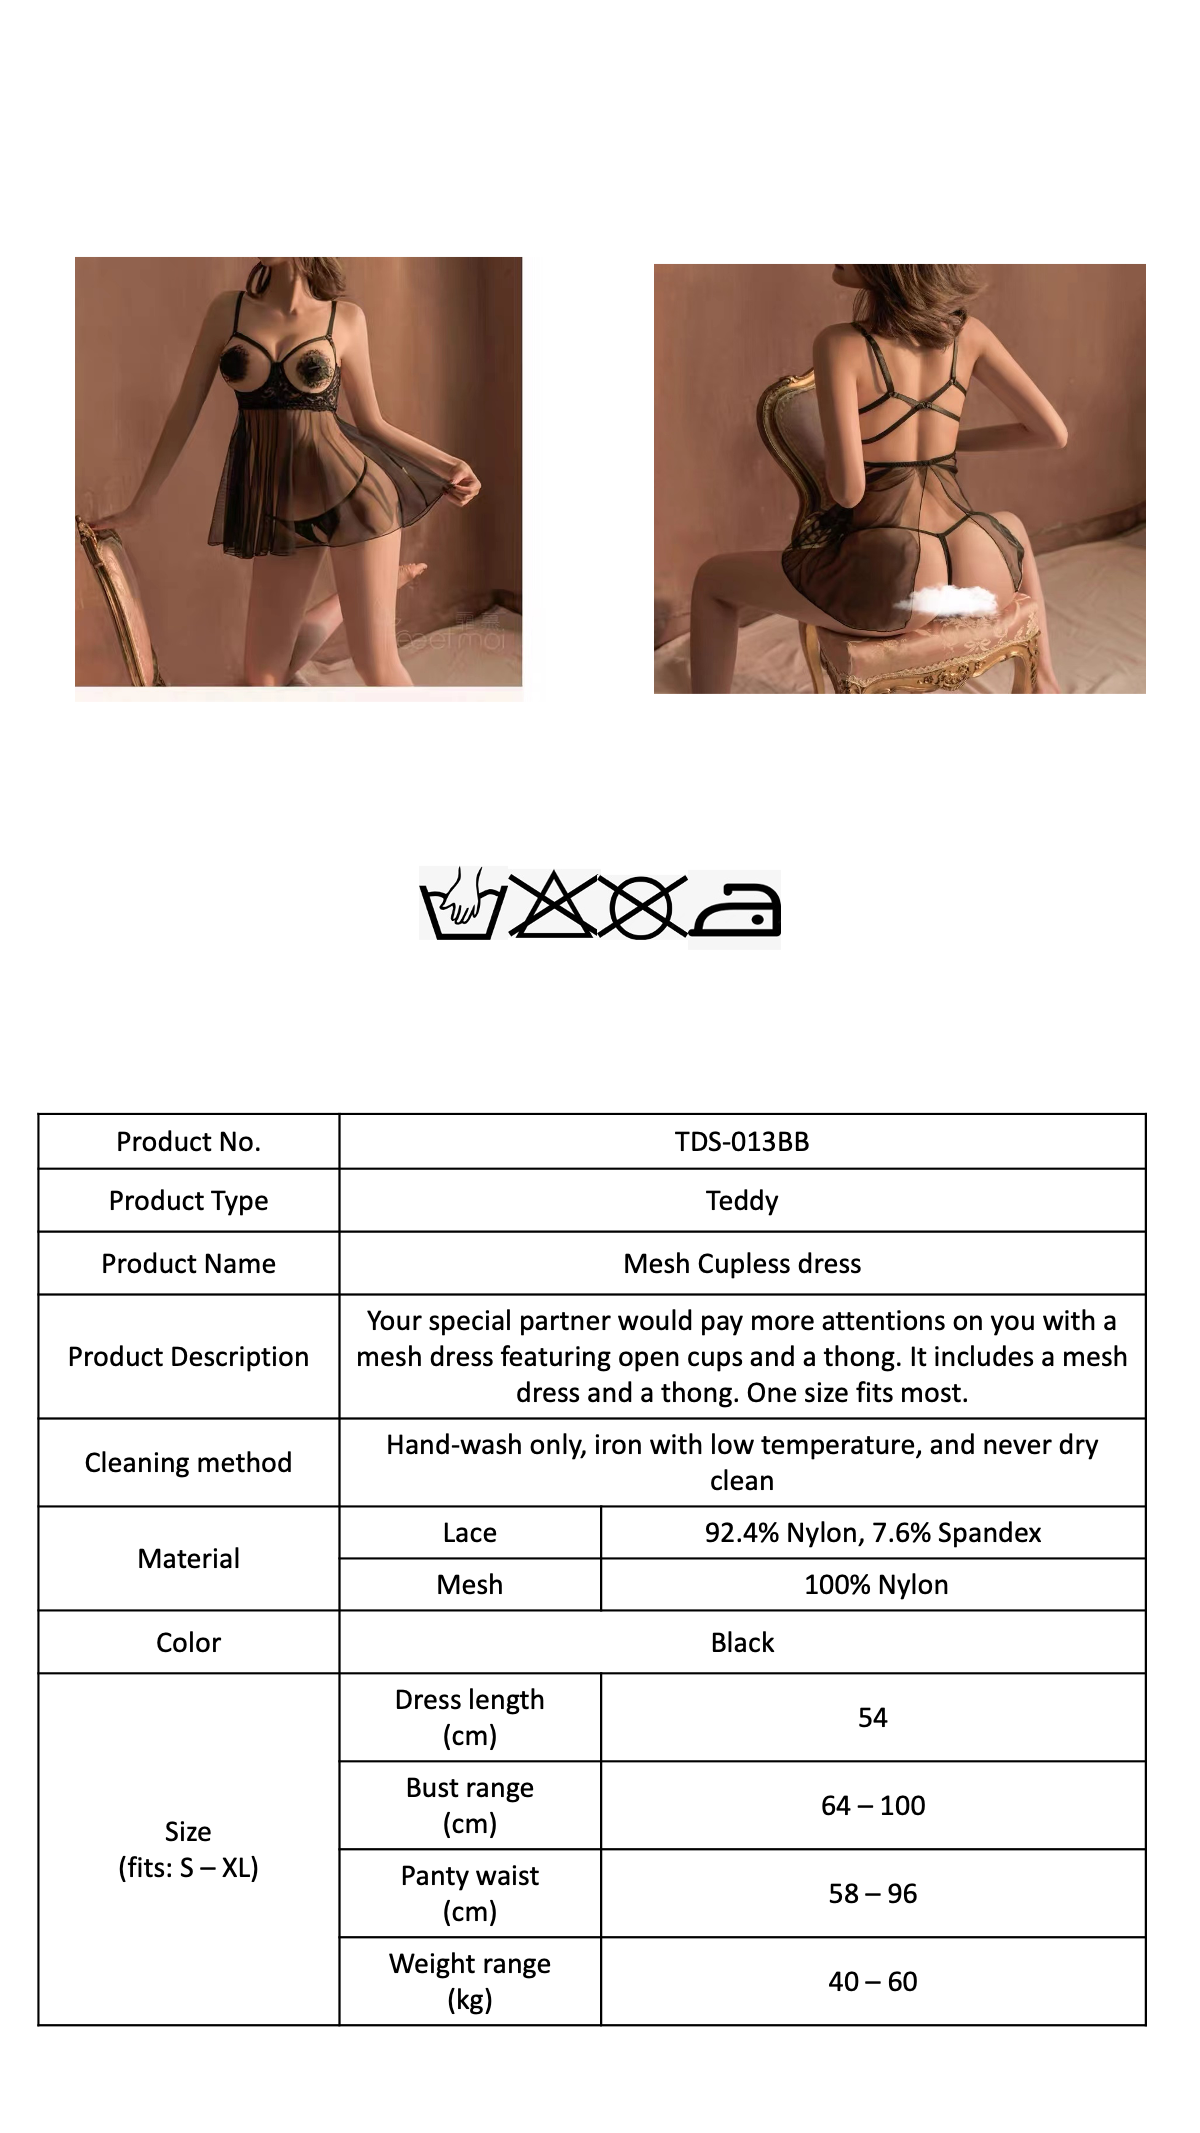 Product No.
TDS-013BB
Product Type
Teddy
Product Name
Mesh Cupless dress
Product Description
Your special partner would pay more attentions on you with a
mesh dress featuring open cups and a thong. It includes a mesh
dress and a thong. One size fits most.
Cleaning method
Hand-wash only, iron with low temperature, and never dry
clean
Material
Lace
92.4% Nylon, 7.6% Spandex
Mesh
100% Nylon
Color
Black
Size
(fits: S – XL)
Dress length
(cm)
54
Bust range
(cm)
64 – 100
Panty waist
(cm)
58 – 96
Weight range
(kg)
40 – 60